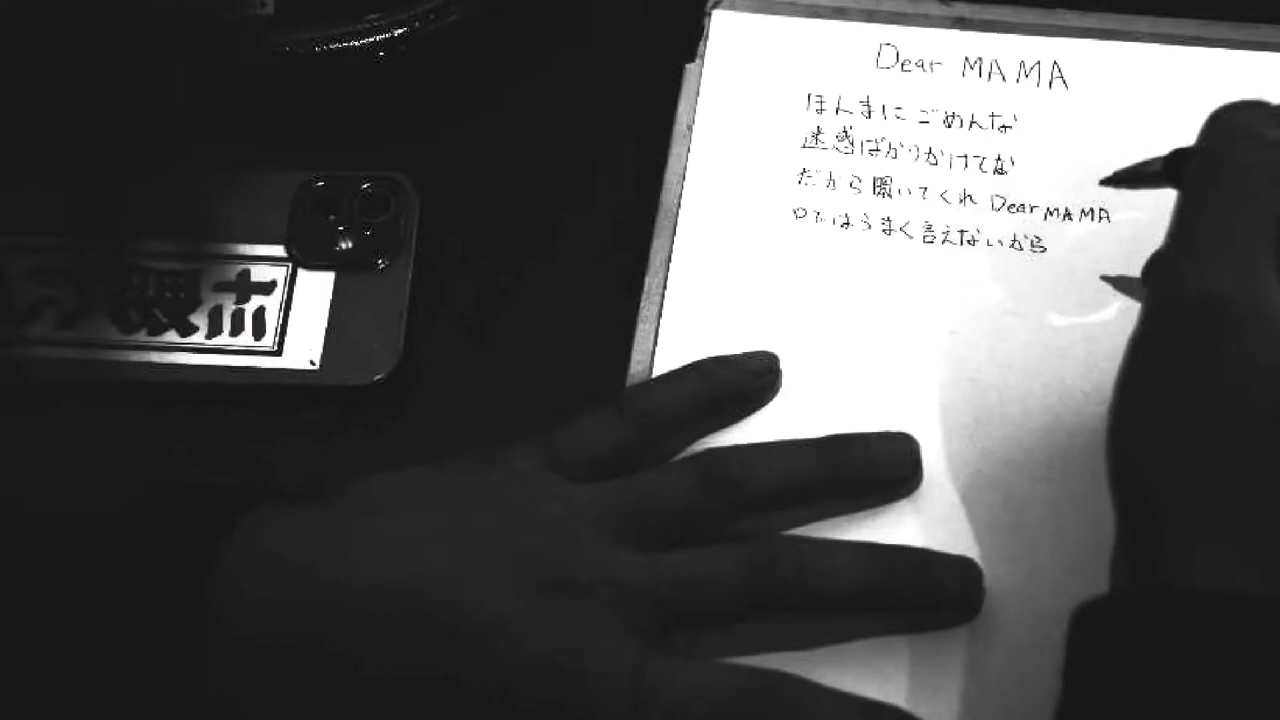 Dear MAMA
ほんまに ごめんな
迷惑ばかりかけてな
だから聞いてくれ Dear MAMA
口ではうまく言えないから